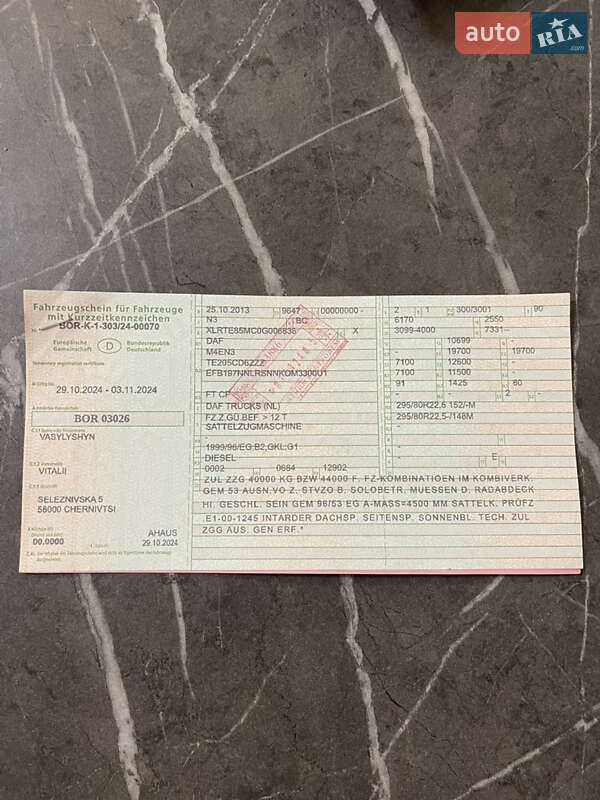 auto RIA .com
Fahrzeugschein für Fahrzeuge
mit Kurzzeitkennzeichen
BOR-K-1-303/24-00070
Europäische Gemeinschaft D Bundesrepublik Deutschland
29.10.2024 - 03.11.2024
BOR 03026
VASYLYSHYN
VITALII
SELEZNIVSKA 5
58000 CHERNIVTSI
AHAUS
00.0000 29.10.2024
25.10.2013 9647 00000000- 2 1 300/3001 90
N3 BC 6170 2550
XLRTE85MC0G006838 X 3099-4000 7331--
DAF 10699 -
M4EN3 - 19700 19700
7100 12600 -
7100 11500 -
91 1425 80
FT CF - - 2 -
DAF TRUCKS (NL) 295/80R22,5 152/-M
FZ.Z.GÜ.BEF. > 12 T 295/80R22,5-/148M
SATTELZUGMASCHINE -
1999/96/EG;B2,GKL;G1
DIESEL - E
0002 0684 12902
ZUL ZZG 40000 KG BZW 44000 F. FZ-KOMBINATIOEN IM KOMBIVERK.
GEM 53 AUSN.VO Z. STVZO B. SOLOBETR. MUESSEN D. RADABDECK
HI. GESCHL. SEIN GEM 96/53 EG A-MASS=4500 MM SATTELK. PRÜFZ
E1-00-1245 INTARDER DACHSP. SEITENSP. SONNENBL. TECH. ZUL
ZGG AUS. GEN ERF.*